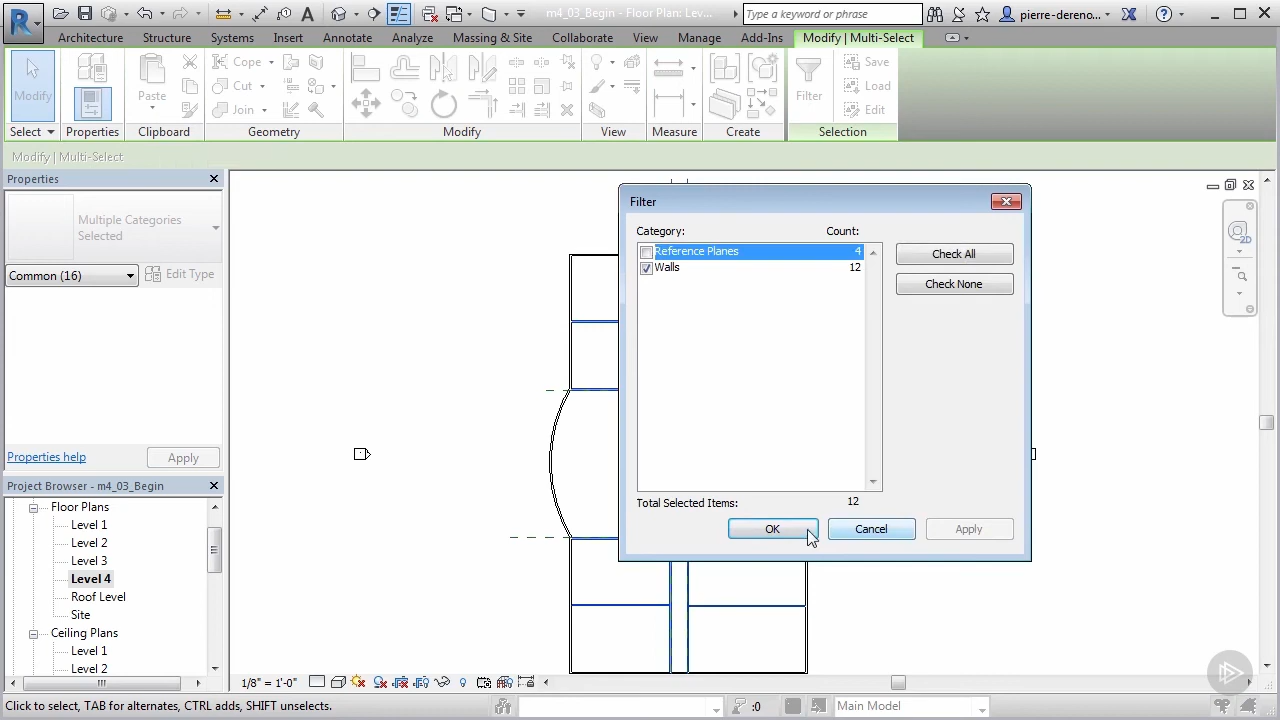 m4_03_Begin - Floor Plan: Lev...
Type a keyword or phrase
pierre-dereno...
Architecture Structure Systems Insert Annotate Analyze Massing & Site Collaborate View Manage Add-Ins Modify | Multi-Select
Modify
Paste
Cope
Cut
Join
Filter
Save
Load
Edit
Select Properties Clipboard Geometry Modify View Measure Create Selection
Modify | Multi-Select
Properties
Multiple Categories
Selected
Common (16)
Edit Type
Properties help
Apply
Project Browser - m4_03_Begin
Floor Plans
Level 1
Level 2
Level 3
Level 4
Roof Level
Site
Ceiling Plans
Level 1
Level 2
Filter
Category: Count:
Reference Planes 4
Walls 12
Check All
Check None
Total Selected Items: 12
OK
Cancel
Apply
2D
1/8" = 1'-0"
Click to select, TAB for alternates, CTRL adds, SHIFT unselects.
:0
Main Model